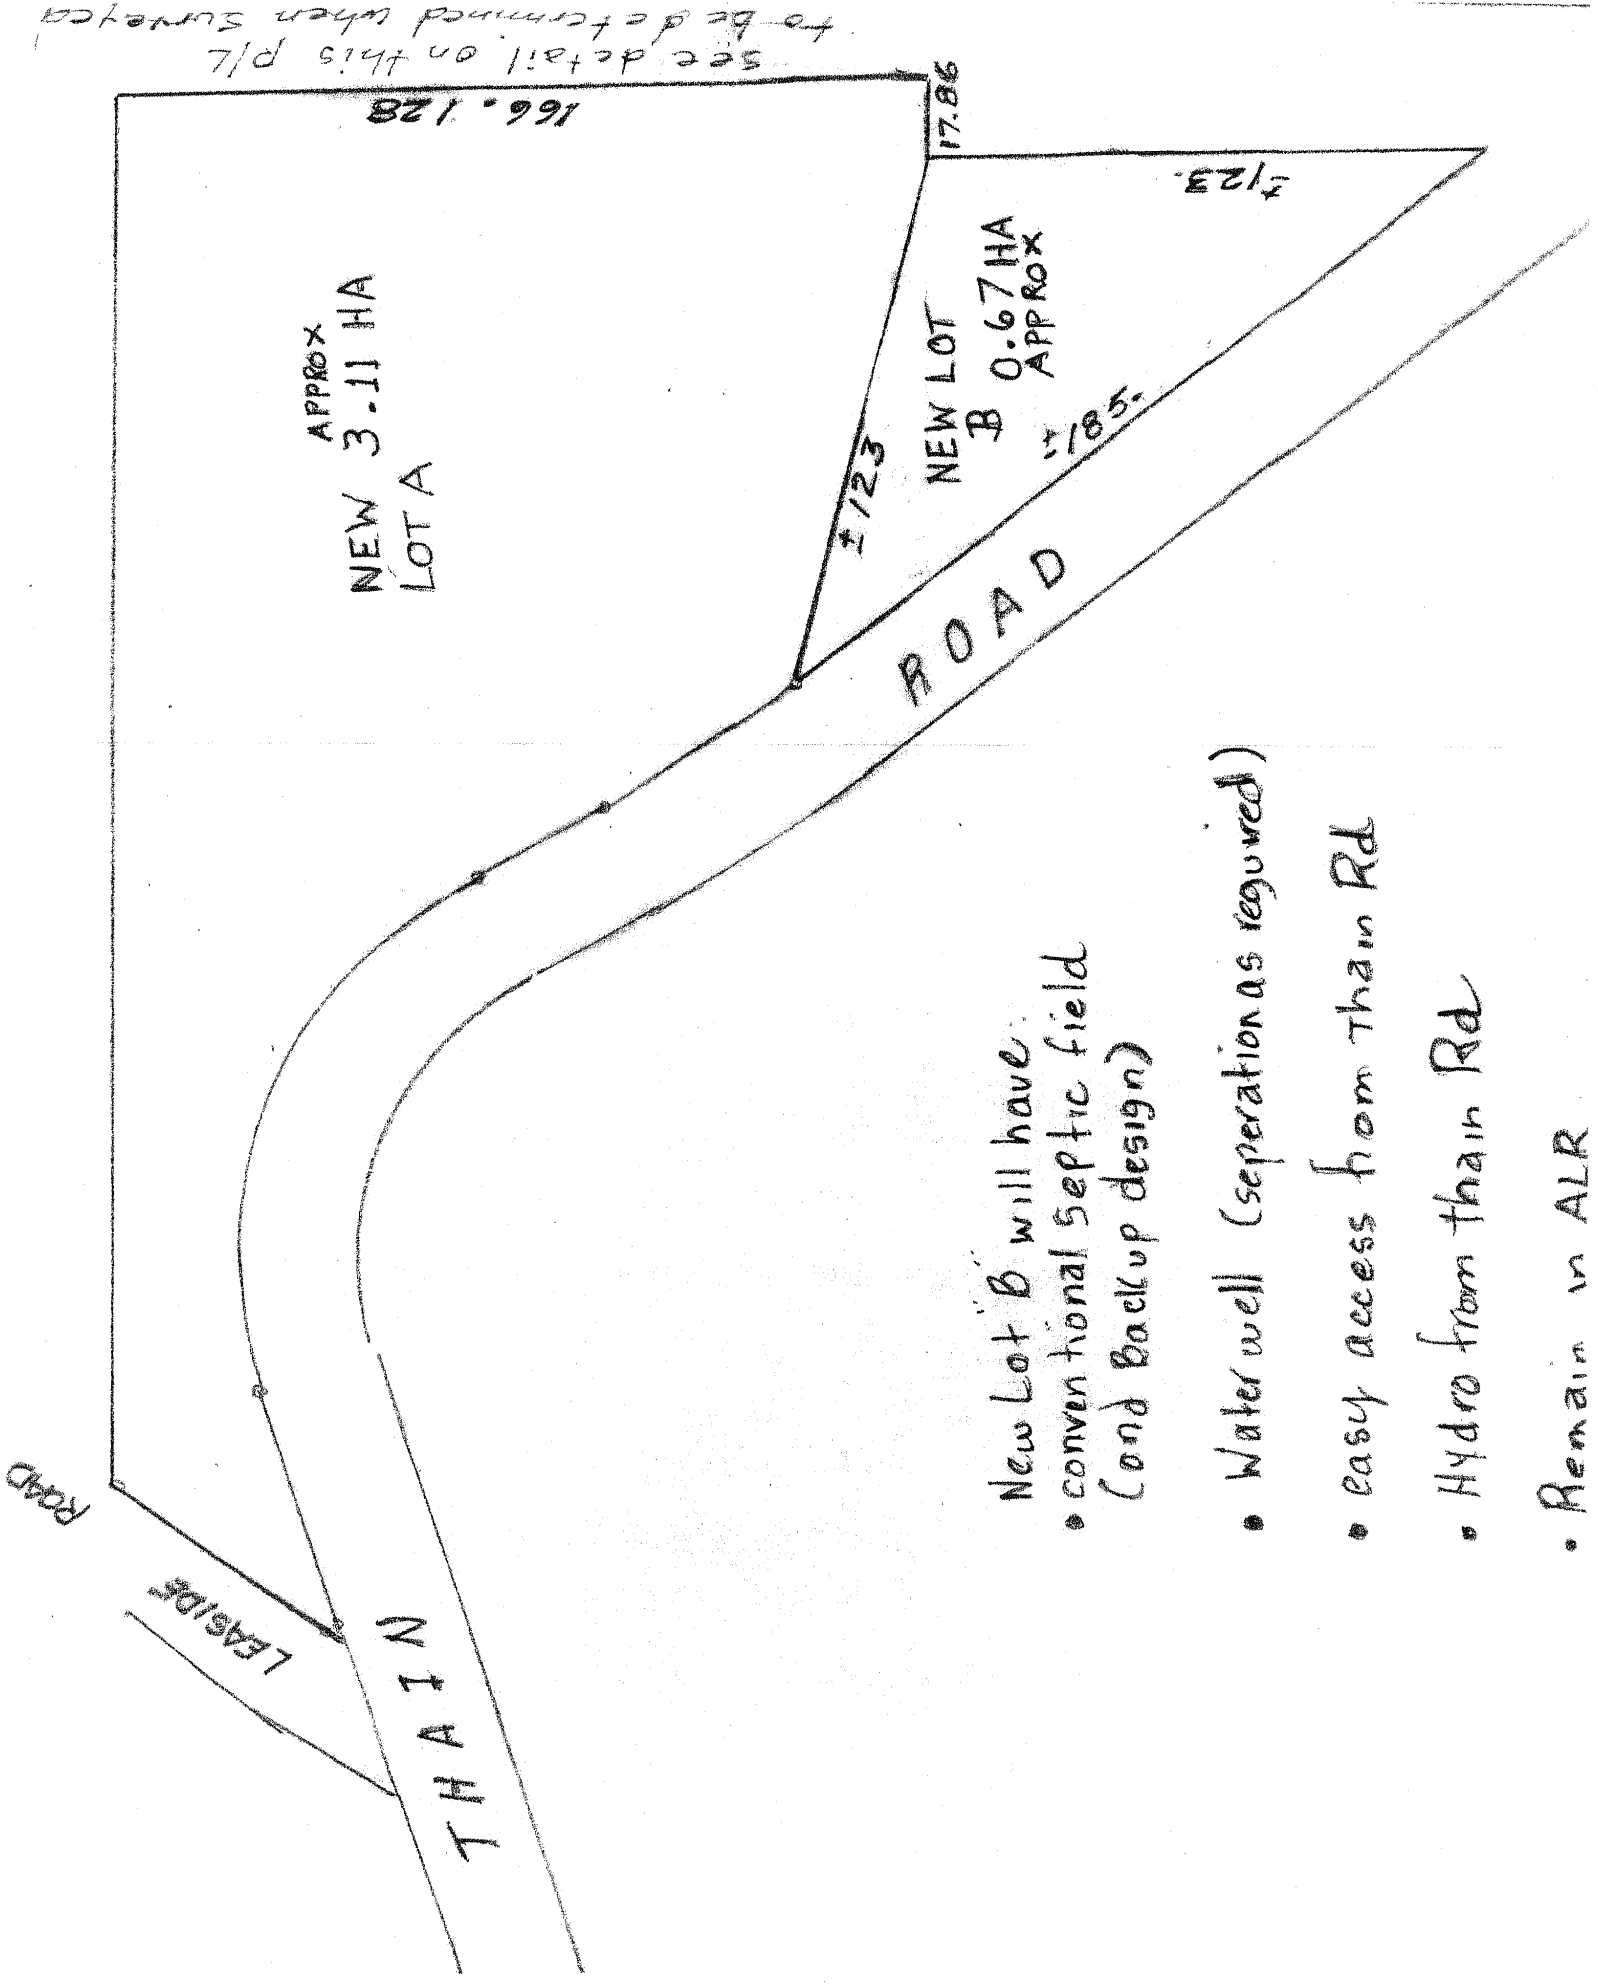 see detail on this P/L
to be determined when surveyed
166.128
17.86
±123.
APPROX
NEW 3.11 HA
LOT A
±123
NEW LOT
B 0.67 HA
APPROX
±185.
ROAD
THAIN
LEASIDE
ROAD
New Lot "B" will have:
• conventional septic field
(and Backup design)
• Water well (seperation as required)
• easy access from Thain Rd
• Hydro from Thain Rd
• Remain in ALR